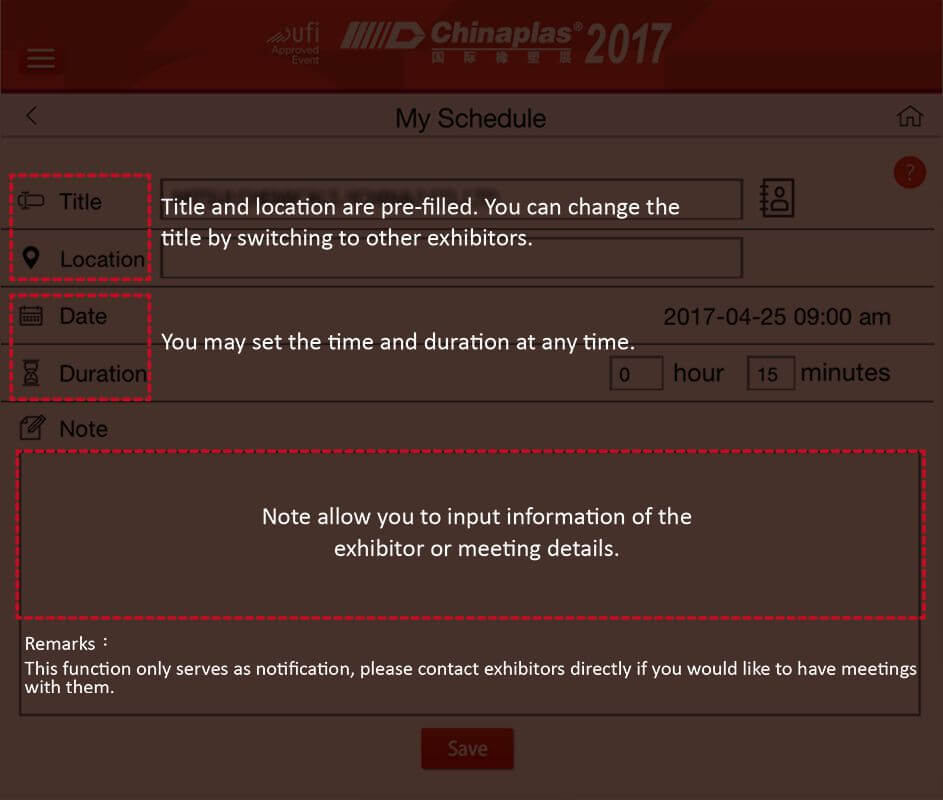 ufi
Approved
Event
Chinaplas® 2017
国际橡塑展
My Schedule
?
Title
Title and location are pre-filled. You can change the
title by switching to other exhibitors.
Location
Date
2017-04-25 09:00 am
You may set the time and duration at any time.
Duration
0 hour 15 minutes
Note
Note allow you to input information of the
exhibitor or meeting details.
Remarks：
This function only serves as notification, please contact exhibitors directly if you would like to have meetings
with them.
Save